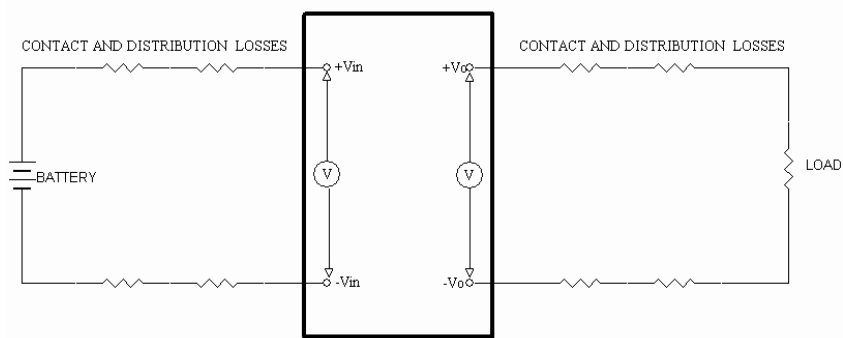 CONTACT AND DISTRIBUTION LOSSES
CONTACT AND DISTRIBUTION LOSSES
+Vin
+Vo
V
V
BATTERY
LOAD
-Vin
-Vo